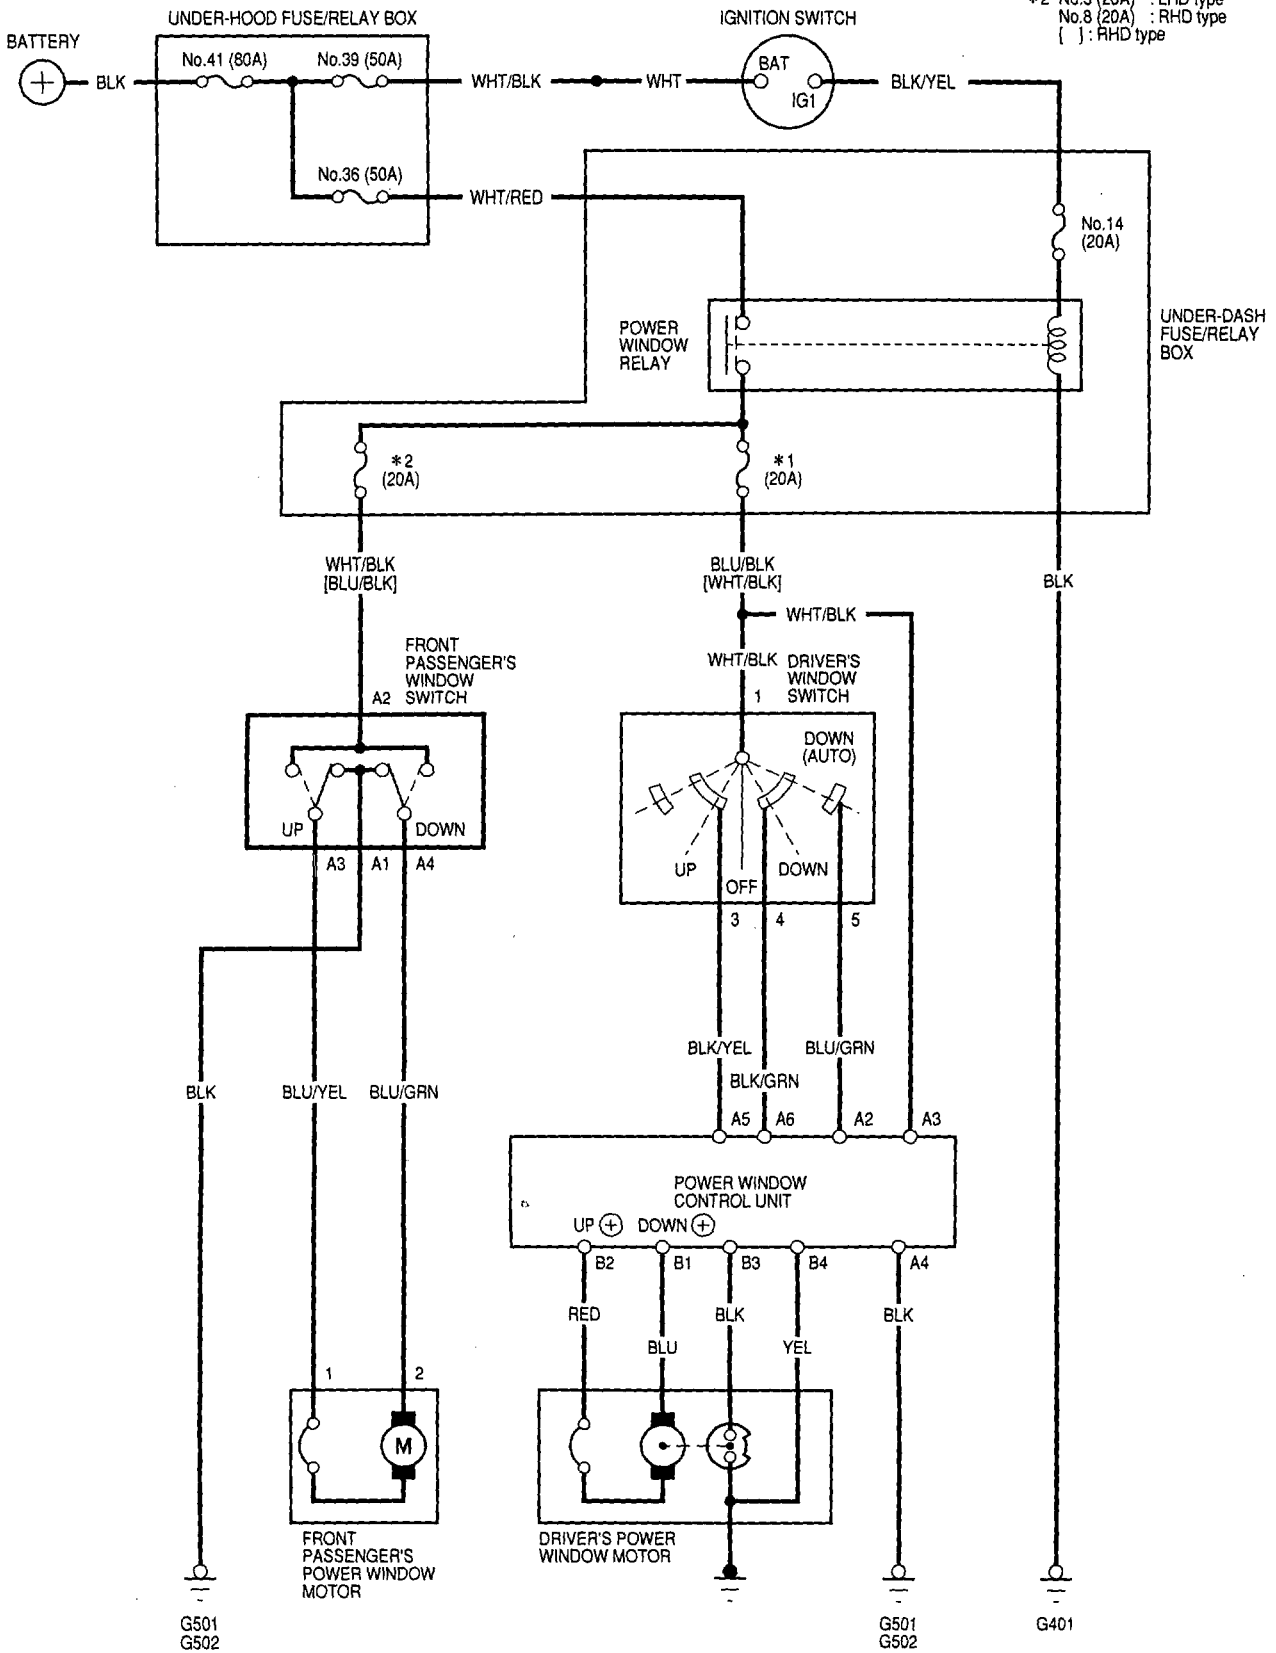 *2 No.5 (20A) : LHD type
No.8 (20A) : RHD type
[ ] : RHD type
UNDER-HOOD FUSE/RELAY BOX
IGNITION SWITCH
BATTERY
BLK
No.41 (80A)
No.39 (50A)
WHT/BLK
WHT
BAT
IG1
BLK/YEL
No.36 (50A)
WHT/RED
No.14
(20A)
POWER
WINDOW
RELAY
UNDER-DASH
FUSE/RELAY
BOX
*2
(20A)
*1
(20A)
WHT/BLK
[BLU/BLK]
BLU/BLK
[WHT/BLK]
BLK
WHT/BLK
FRONT
PASSENGER'S
WINDOW
SWITCH
A2
WHT/BLK
DRIVER'S
WINDOW
SWITCH
1
DOWN
(AUTO)
UP
DOWN
UP
OFF
DOWN
A3
A1
A4
3
4
5
BLK/YEL
BLU/GRN
BLK/GRN
BLK
BLU/YEL
BLU/GRN
A5
A6
A2
A3
POWER WINDOW
CONTROL UNIT
UP +
DOWN +
B2
B1
B3
B4
A4
RED
BLK
BLK
BLU
YEL
1
2
M
FRONT
PASSENGER'S
POWER WINDOW
MOTOR
DRIVER'S POWER
WINDOW MOTOR
G501
G502
G501
G502
G401